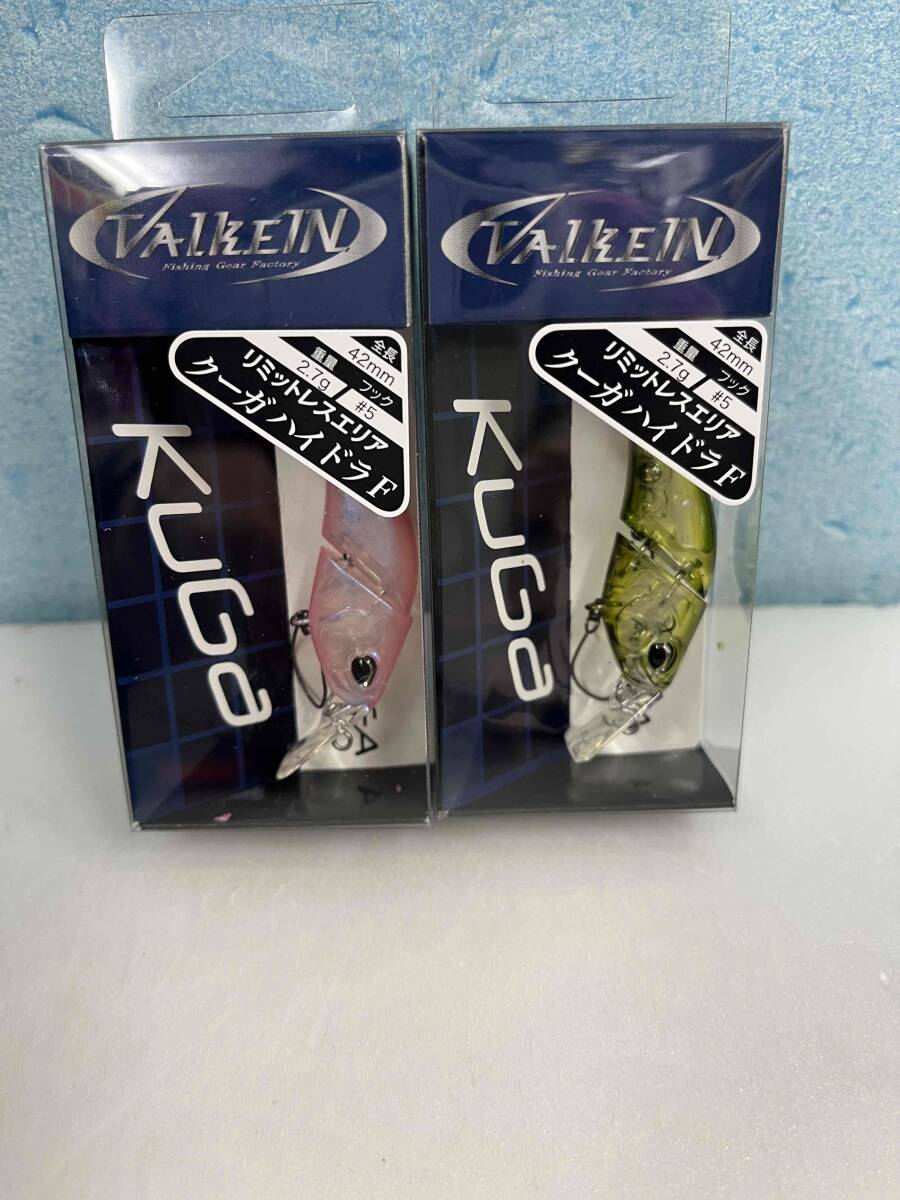 VALKEIN
Fishing Gear Factory
全長 42mm
重量 2.7g フック #5
リミットレスエリア
クーガハイドラF
KuGa
VALKEIN
Fishing Gear Factory
全長 42mm
重量 2.7g フック #5
リミットレスエリア
クーガハイドラF
KuGa